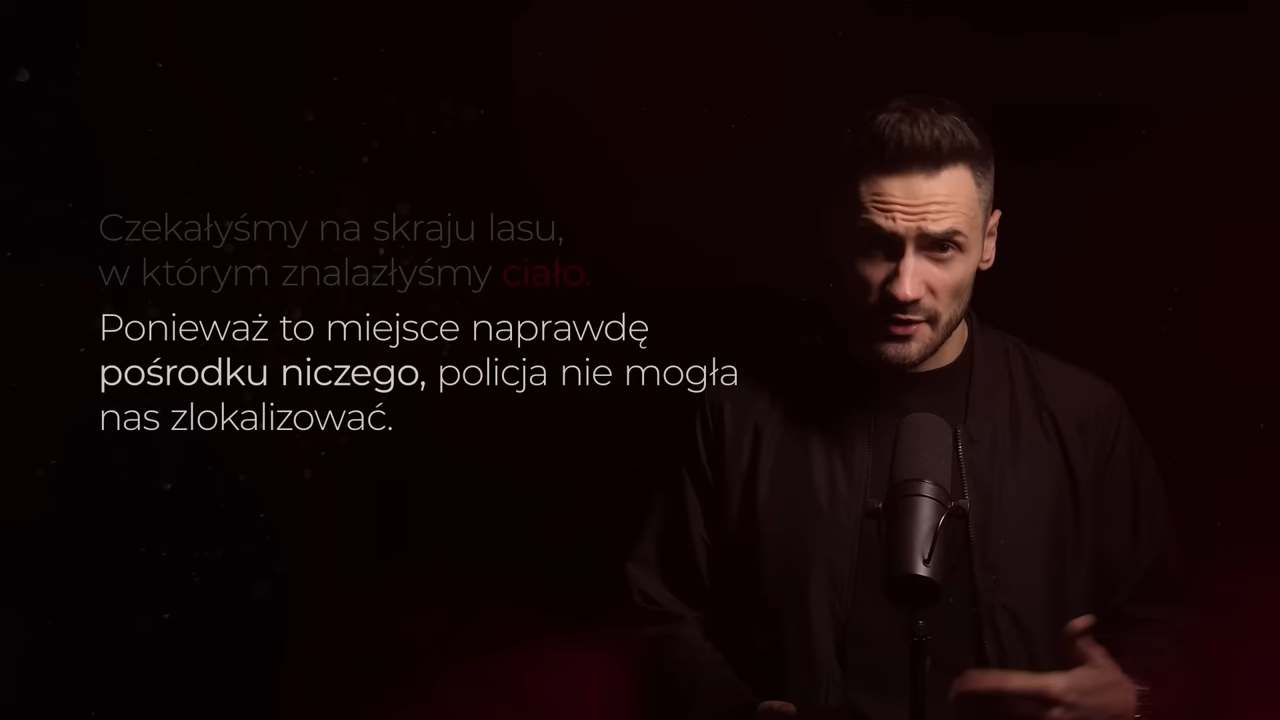 Czekałyśmy na skraju lasu,
w którym znalazłyśmy ciało.
Ponieważ to miejsce naprawdę
pośrodku niczego, policja nie mogła
nas zlokalizować.